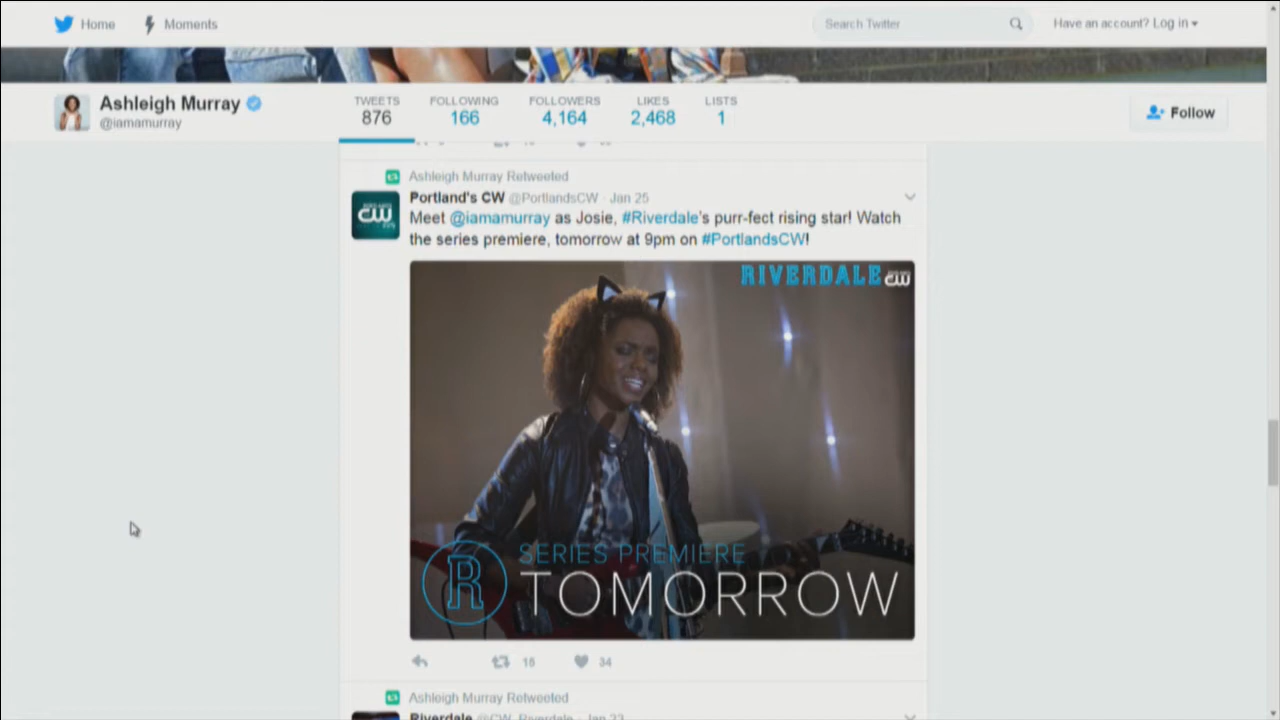 Home
Moments
Search Twitter
Have an account? Log in
Ashleigh Murray
@iamamurray
TWEETS
876
FOLLOWING
166
FOLLOWERS
4,164
LIKES
2,468
LISTS
1
Follow
Ashleigh Murray Retweeted
Portland's CW @PortlandsCW · Jan 25
Meet @iamamurray as Josie, #Riverdale's purr-fect rising star! Watch
the series premiere, tomorrow at 9pm on #PortlandsCW!
CW
RIVERDALE CW
R
SERIES PREMIERE
TOMORROW
34
Ashleigh Murray Retweeted
Riverdale @CW_Riverdale · Jan 23